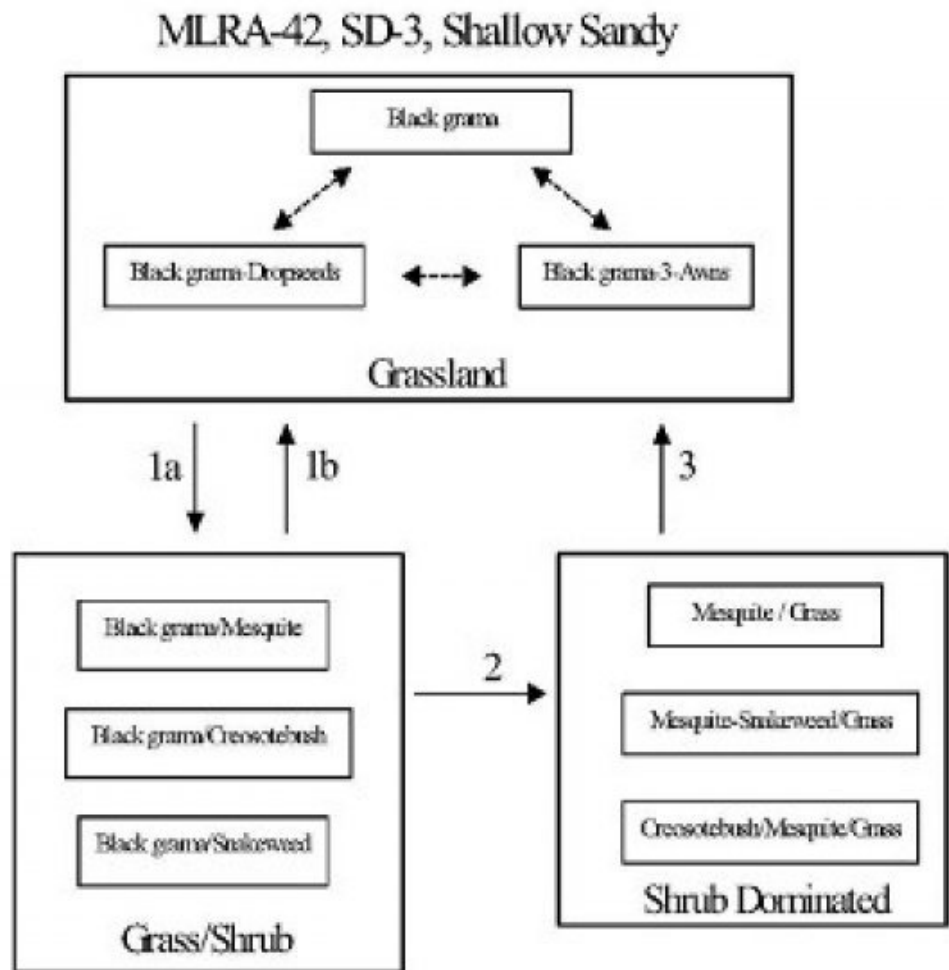 MLRA-42, SD-3, Shallow Sandy
Black grama
Black grama-Dropseeds
Black grama-3-Awns
Grassland
1a
1b
3
Black grama/Mesquite
Black grama/Creosotebush
Black grama/Snakeweed
Grass/Shrub
2
Mesquite / Grass
Mesquite-Snakeweed/Grass
Creosotebush/Mesquite/Grass
Shrub Dominated